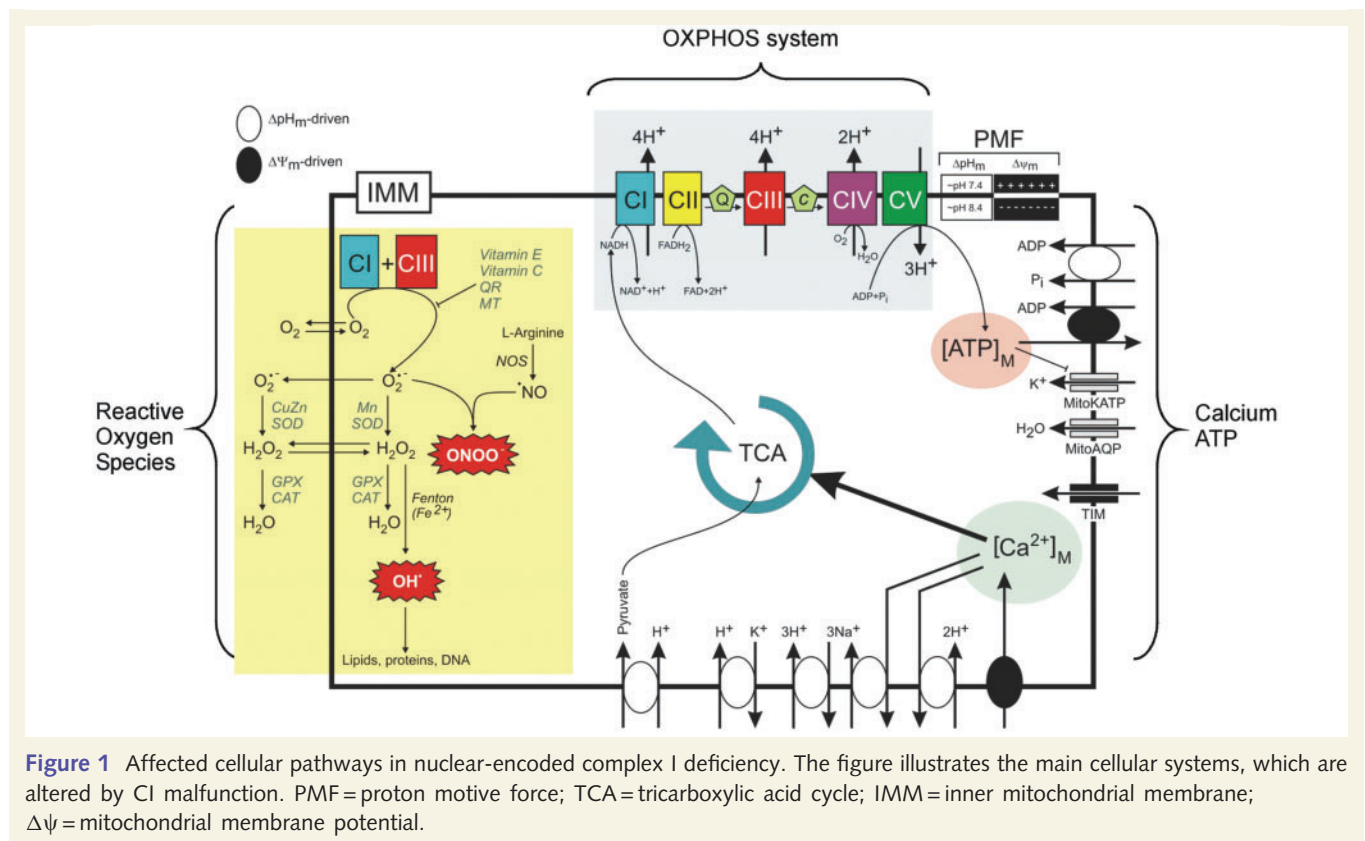 OXPHOS system
ΔpHm-driven
ΔΨm-driven
IMM
4H+
4H+
2H+
PMF
ΔpHm
Δψm
~pH 7.4
+ + + + + +
~pH 8.4
- - - - - - - -
CI
CII
Q
CIII
c
CIV
CV
NADH
NAD++H+
FADH2
FAD+2H+
O2
H2O
ADP+Pi
3H+
Reactive
Oxygen
Species
CI + CIII
Vitamin E
Vitamin C
QR
MT
O2
O2
L-Arginine
NOS
•NO
O2•-
O2•-
CuZn
SOD
Mn
SOD
H2O2
H2O2
ONOO-
GPX
CAT
GPX
CAT
Fenton
(Fe2+)
H2O
H2O
OH•
Lipids, proteins, DNA
TCA
[ATP]M
[Ca2+]M
ADP
Pi
ADP
K+
MitoKATP
H2O
MitoAQP
TIM
Calcium
ATP
Pyruvate
H+
H+
K+
3H+
3Na+
2H+
Figure 1 Affected cellular pathways in nuclear-encoded complex I deficiency. The figure illustrates the main cellular systems, which are
altered by CI malfunction. PMF = proton motive force; TCA = tricarboxylic acid cycle; IMM = inner mitochondrial membrane;
Δψ = mitochondrial membrane potential.